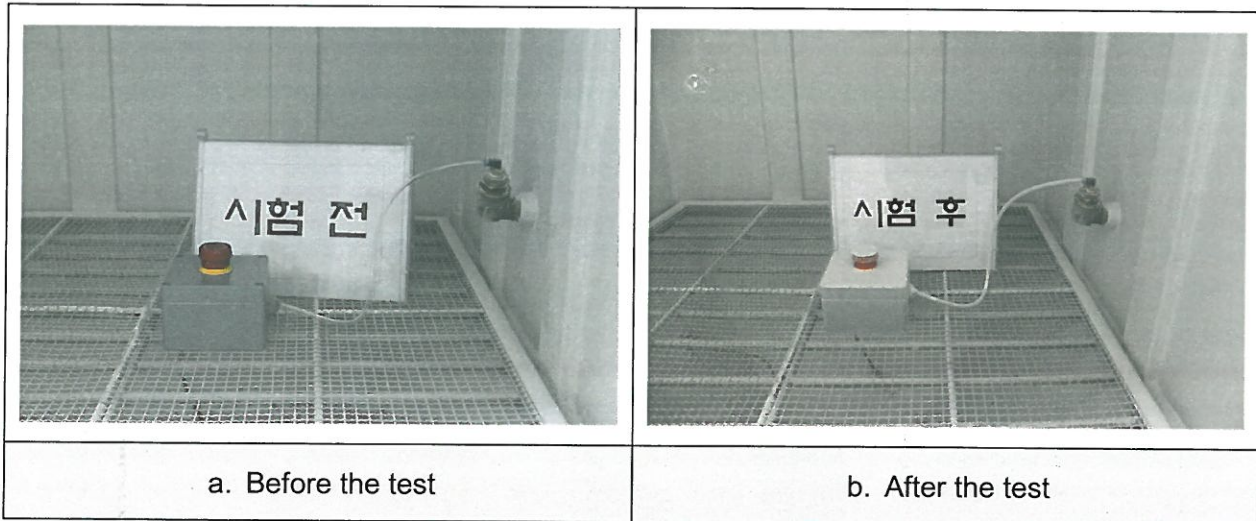 시험 전
시험 후
a. Before the test
b. After the test